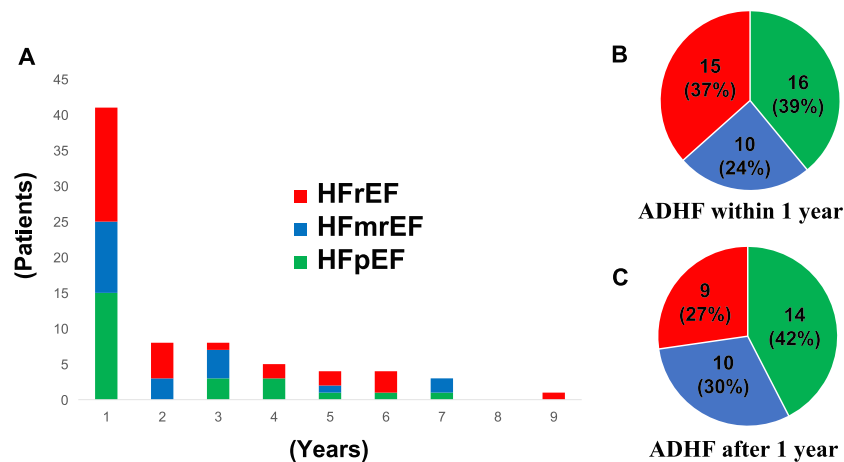 A
45
40
35
30
25
20
15
10
5
0
1 2 3 4 5 6 7 8 9
(Patients)
(Years)
HFrEF
HFmrEF
HFpEF
B
15
(37%)
16
(39%)
10
(24%)
ADHF within 1 year
C
9
(27%)
14
(42%)
10
(30%)
ADHF after 1 year